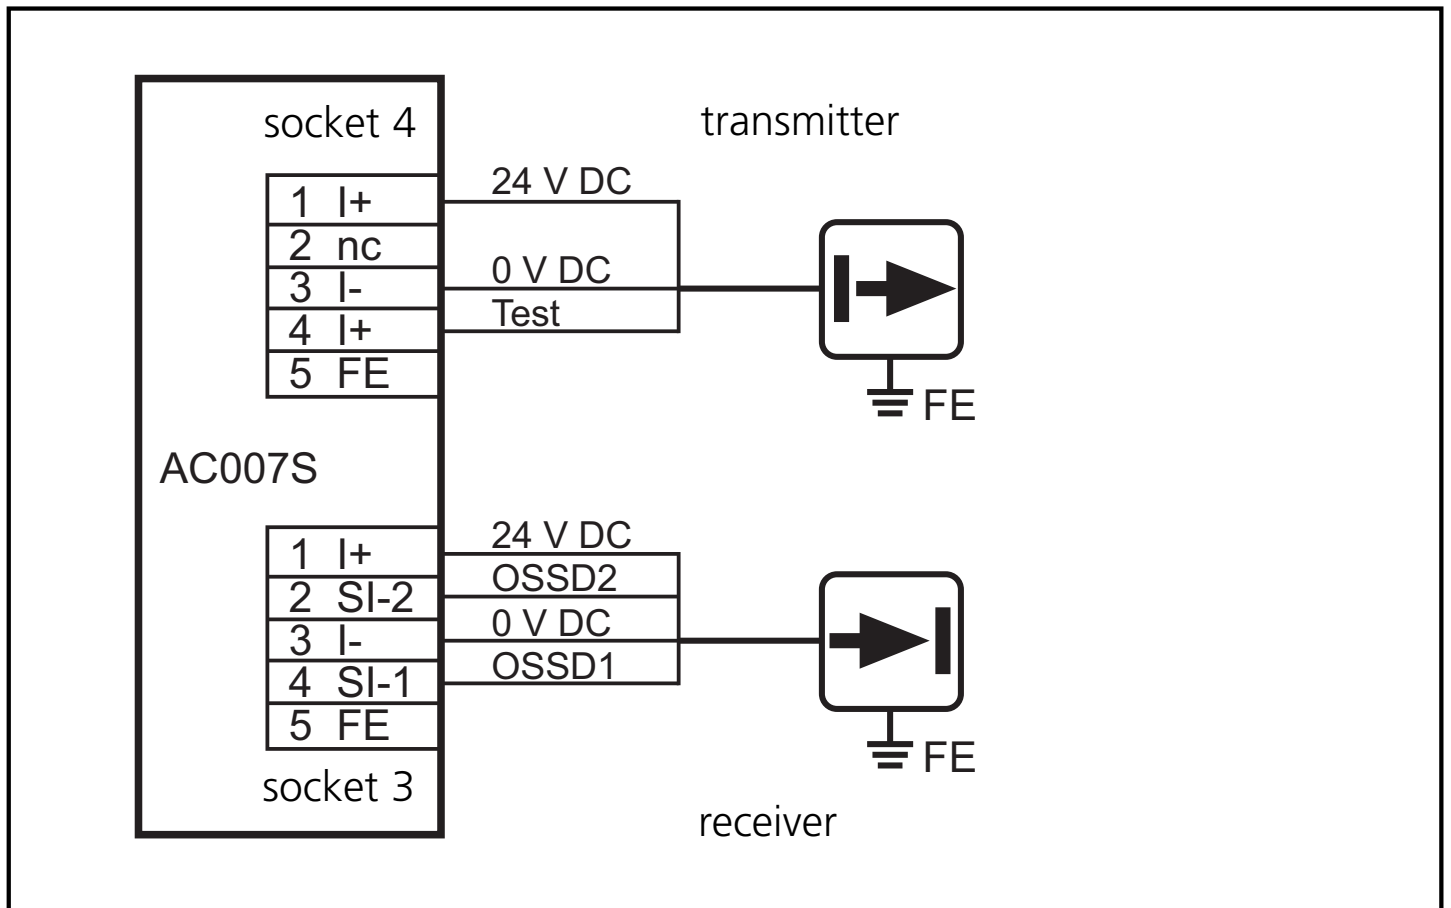 socket 4
transmitter
24 V DC
1 I+
2 nc
0 V DC
3 I-
Test
4 I+
5 FE
FE
AC007S
24 V DC
1 I+
OSSD2
2 SI-2
0 V DC
3 I-
OSSD1
4 SI-1
5 FE
FE
socket 3
receiver